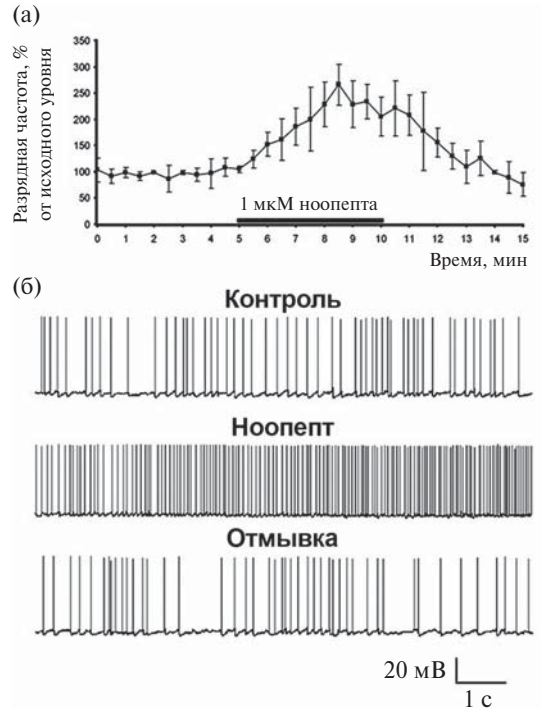 (а)
Разрядная частота, %
от исходного уровня
350
300
250
200
150
100
50
0
1 мкМ ноопепта
0 1 2 3 4 5 6 7 8 9 10 11 12 13 14 15
Время, мин
(б)
Контроль
Ноопепт
Отмывка
20 мВ
1 с